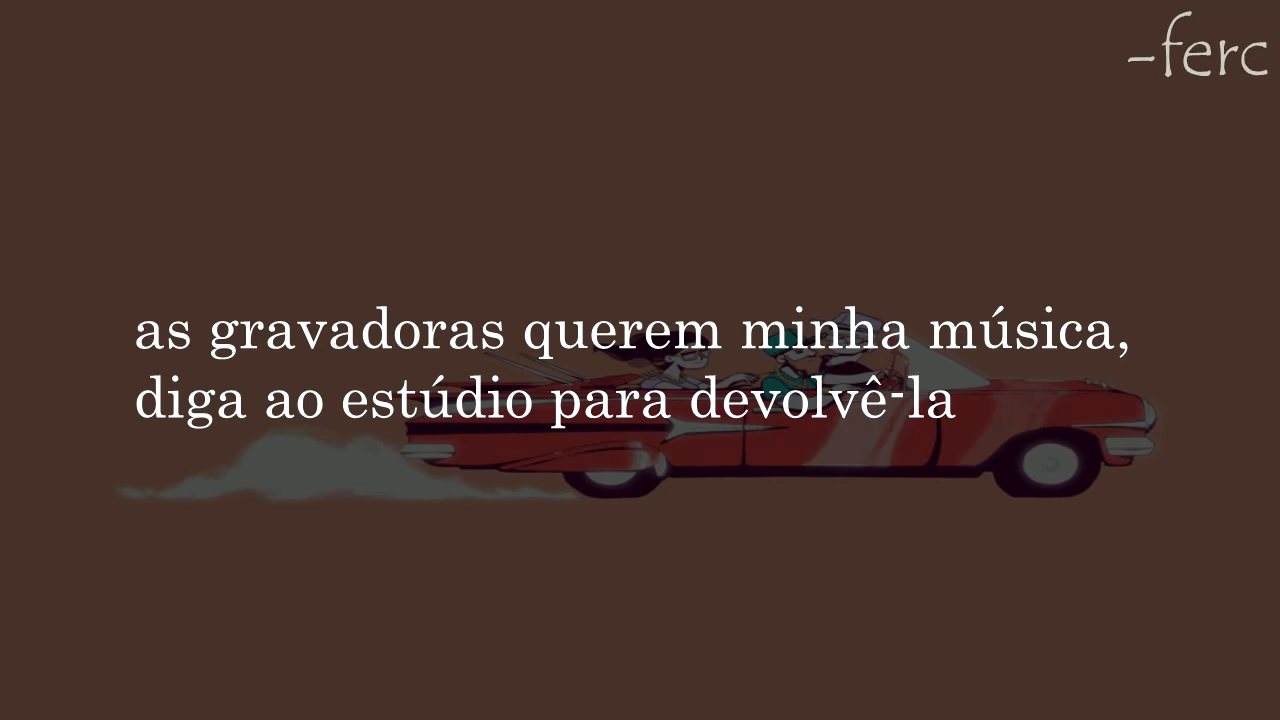 -ferc
as gravadoras querem minha música,
diga ao estúdio para devolvê-la